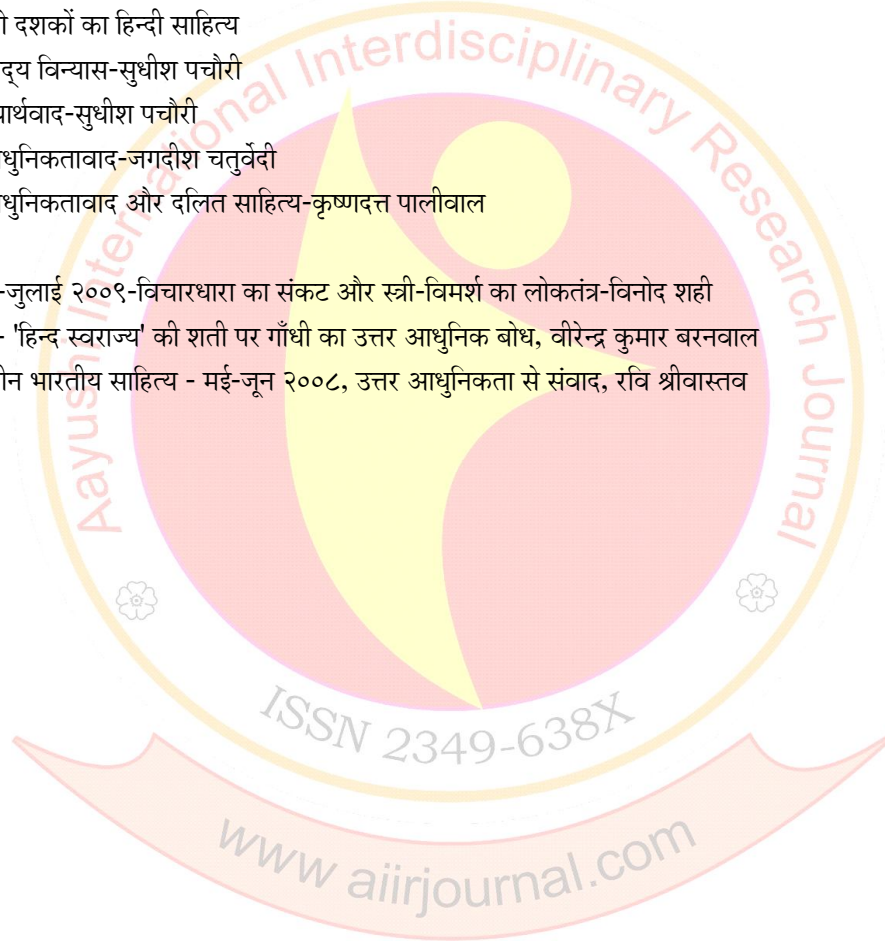 ो दशकों का हिन्दी साहित्य
द्य विन्यास-सुधीश पचौरी
थार्थवाद-सुधीश पचौरी
धुनिकतावाद-जगदीश चतुर्वेदी
धुनिकतावाद और दलित साहित्य-कृष्णदत्त पालीवाल
-जुलाई २००९-विचारधारा का संकट और स्त्री-विमर्श का लोकतंत्र-विनोद शही
- 'हिन्द स्वराज्य' की शती पर गाँधी का उत्तर आधुनिक बोध, वीरेन्द्र कुमार बरनवाल
ीन भारतीय साहित्य - मई-जून २००८, उत्तर आधुनिकता से संवाद, रवि श्रीवास्तव
Aayushi International Interdisciplinary Research Journal
ISSN 2349-638X
www aiirjournal.com